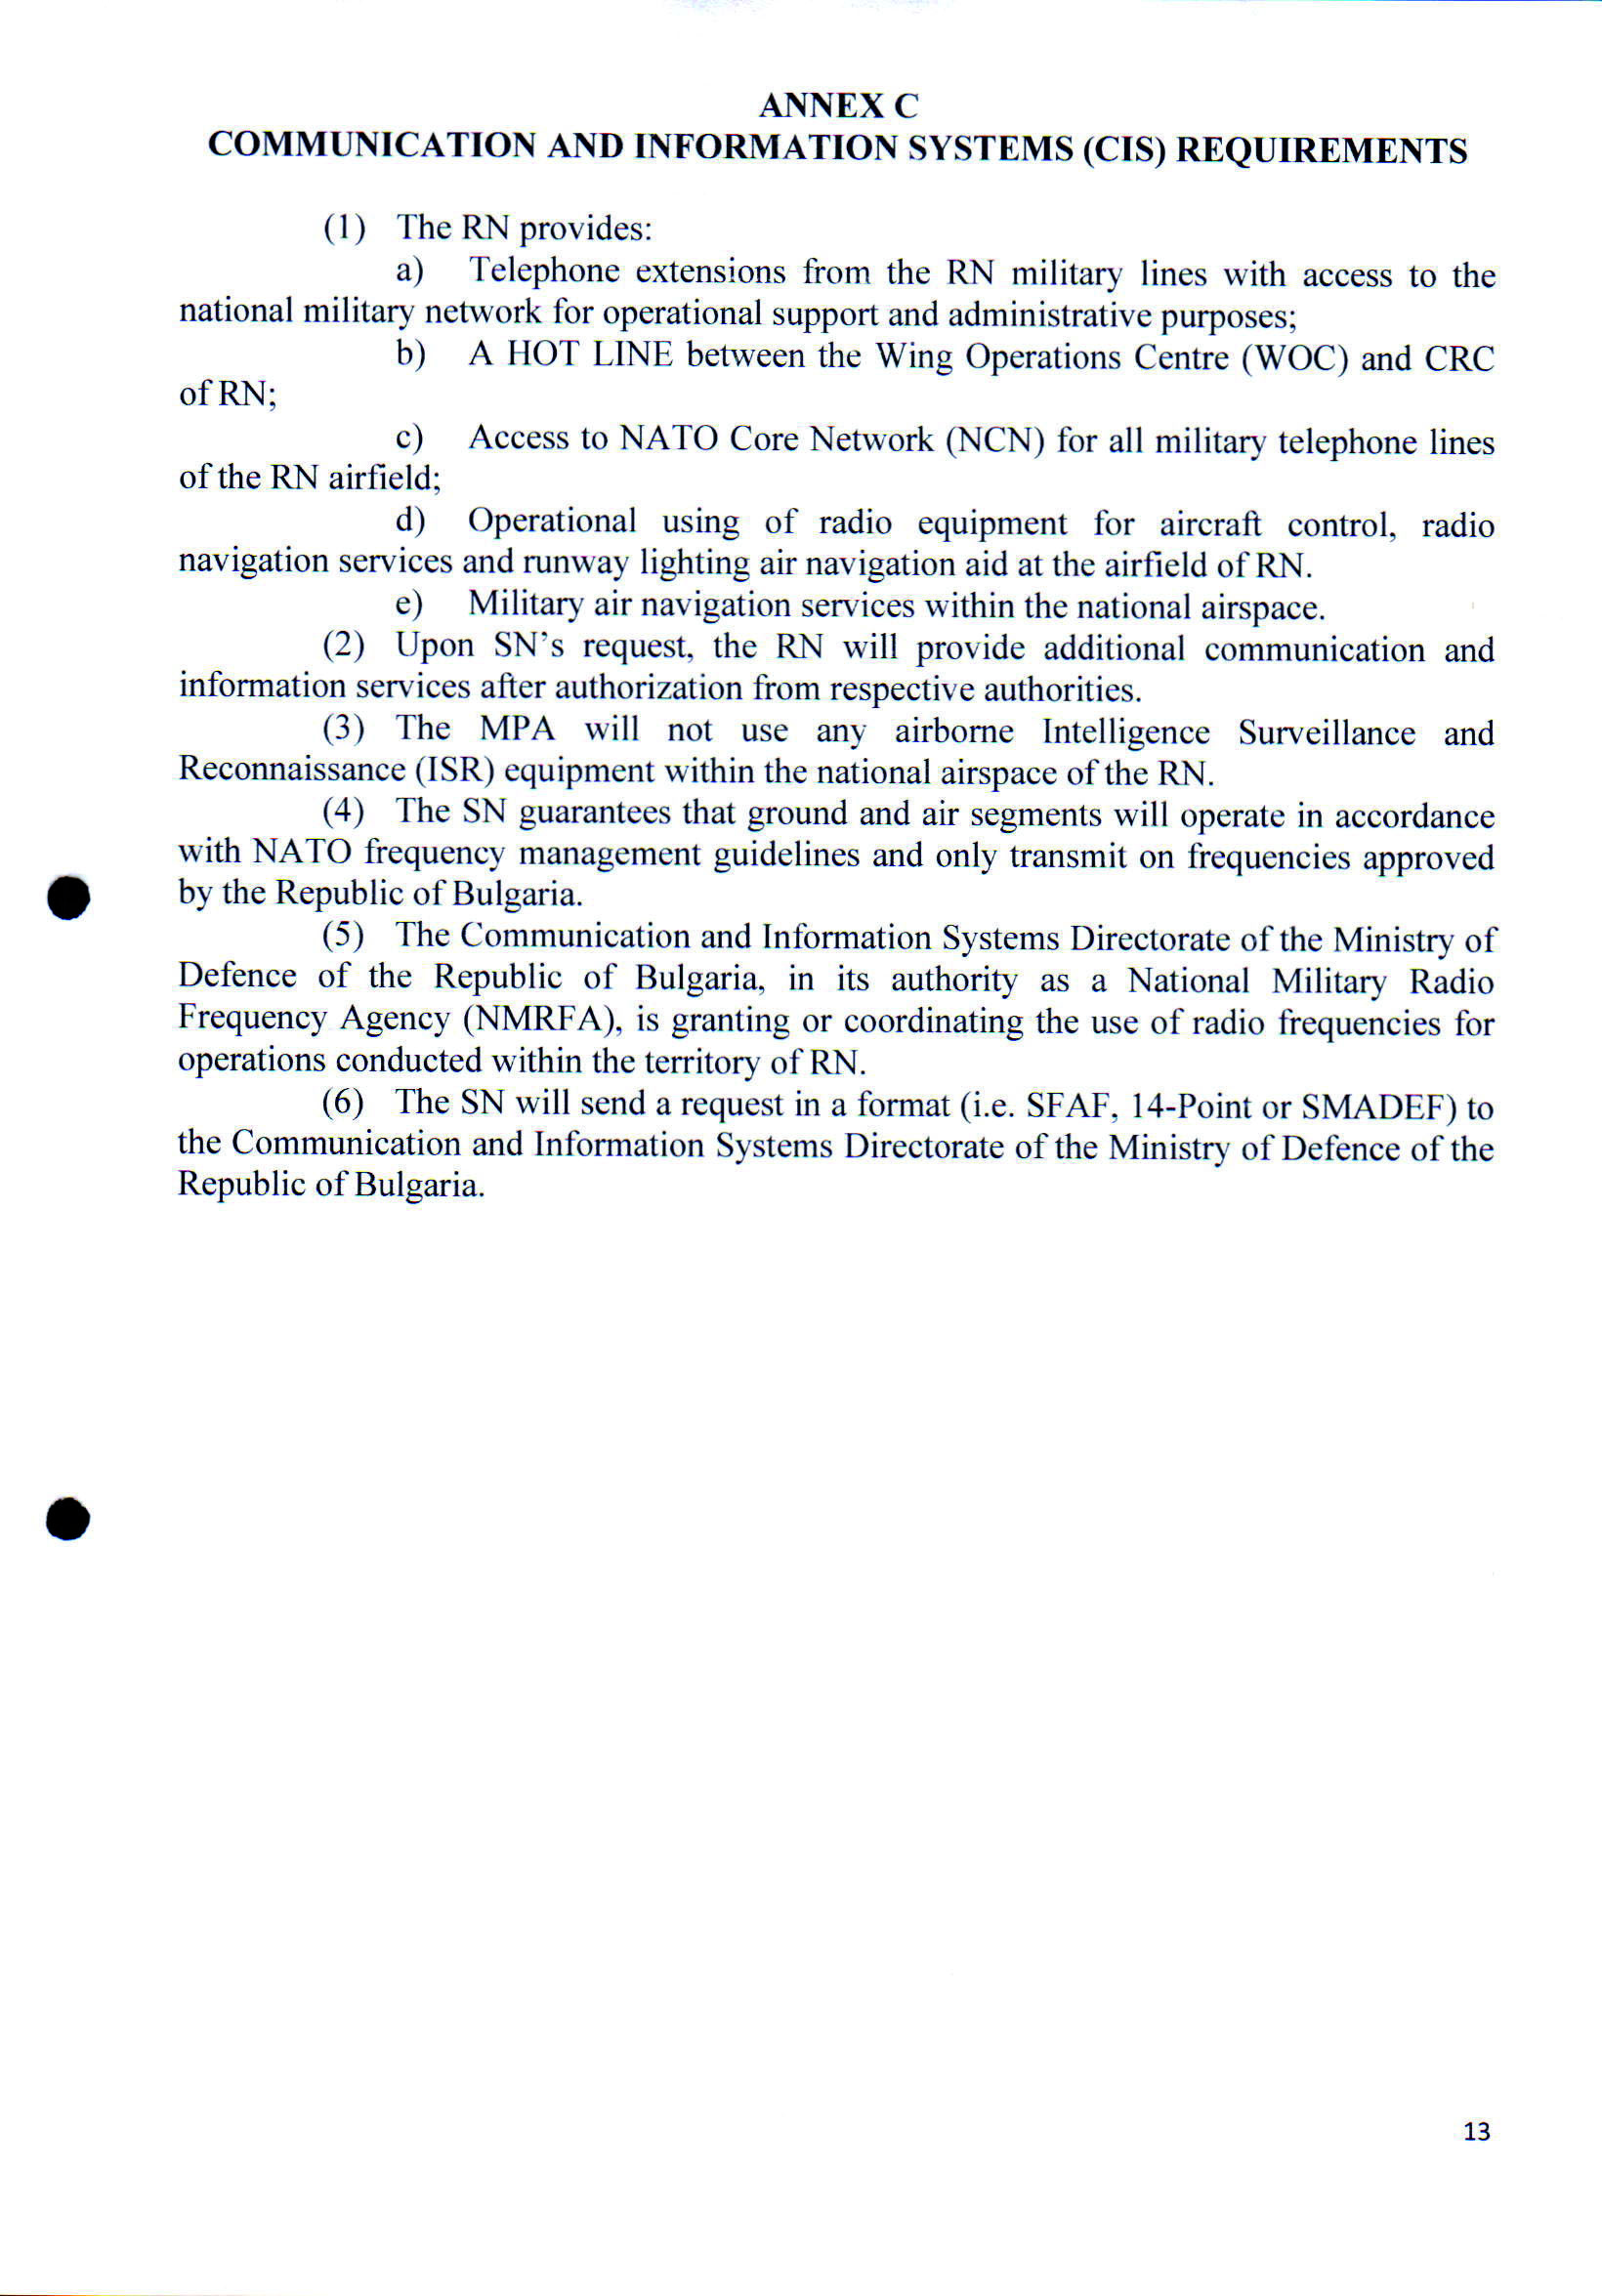 ANNEX C
COMMUNICATION AND INFORMATION SYSTEMS (CIS) REQUIREMENTS
(1) The RN provides:
a) Telephone extensions from the RN military lines with access to the
national military network for operational support and administrative purposes;
b) A HOT LINE between the Wing Operations Centre (WOC) and CRC
of RN;
c) Access to NATO Core Network (NCN) for all military telephone lines
of the RN airfield;
d) Operational using of radio equipment for aircraft control, radio
navigation services and runway lighting air navigation aid at the airfield of RN.
e) Military air navigation services within the national airspace.
(2) Upon SN’s request, the RN will provide additional communication and
information services after authorization from respective authorities.
(3) The MPA will not use any airborne Intelligence Surveillance and
Reconnaissance (ISR) equipment within the national airspace of the RN.
(4) The SN guarantees that ground and air segments will operate in accordance
with NATO frequency management guidelines and only transmit on frequencies approved
by the Republic of Bulgaria.
(5) The Communication and Information Systems Directorate of the Ministry of
Defence of the Republic of Bulgaria, in its authority as a National Military Radio
Frequency Agency (NMRFA), is granting or coordinating the use of radio frequencies for
operations conducted within the territory of RN.
(6) The SN will send a request in a format (i.e. SFAF, 14-Point or SMADEF) to
the Communication and Information Systems Directorate of the Ministry of Defence of the
Republic of Bulgaria.
13